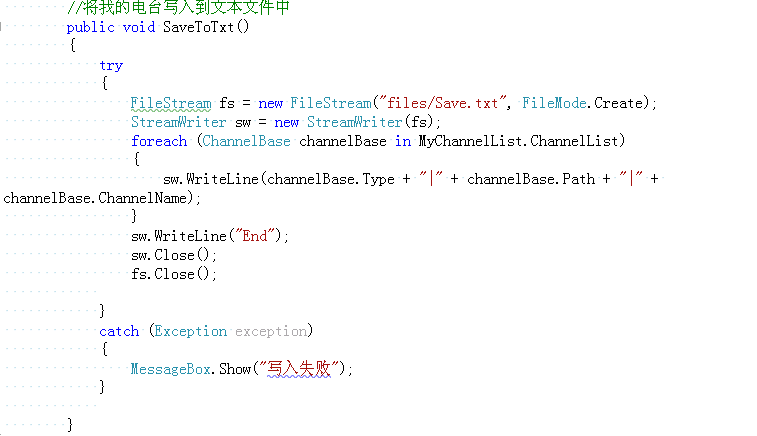 //将我的电台写入到文本文件中
public void SaveToTxt()
{
try
{
FileStream fs = new FileStream("files/Save.txt", FileMode.Create);
StreamWriter sw = new StreamWriter(fs);
foreach (ChannelBase channelBase in MyChannelList.ChannelList)
{
sw.WriteLine(channelBase.Type + "|" + channelBase.Path + "|" +
channelBase.ChannelName);
}
sw.WriteLine("End");
sw.Close();
fs.Close();
}
catch (Exception exception)
{
MessageBox.Show("写入失败");
}
}